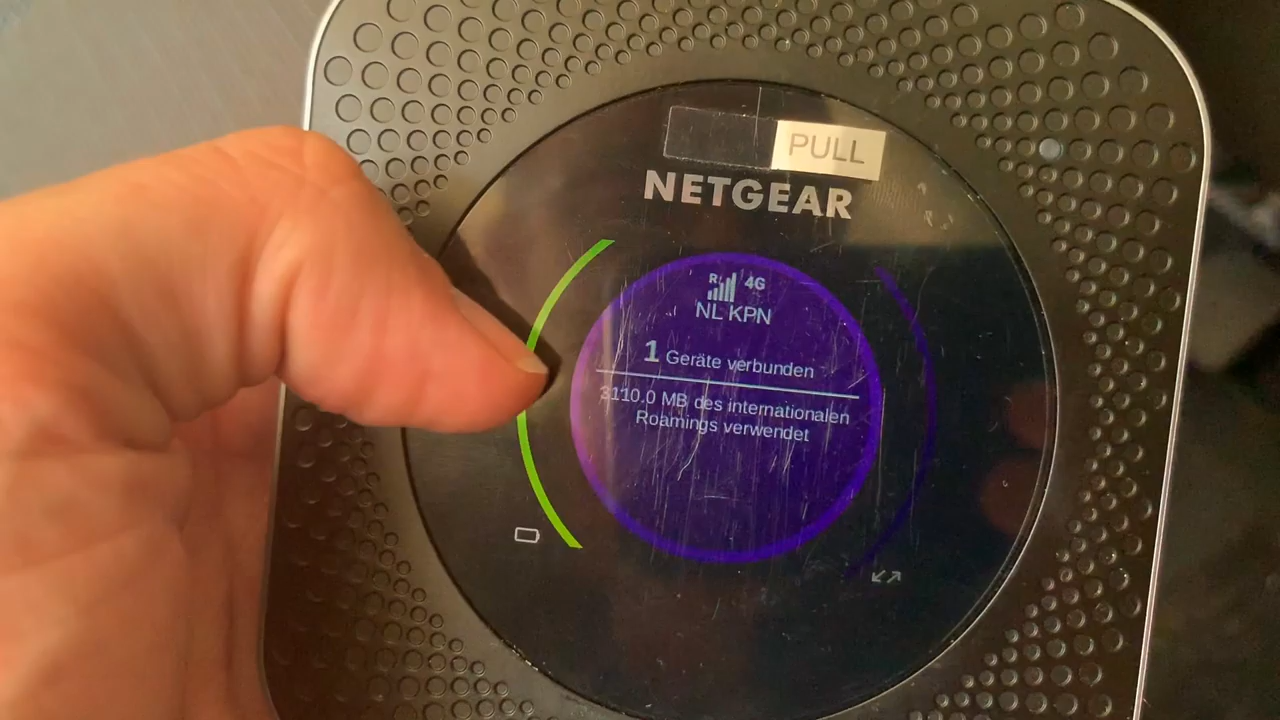 PULL
NETGEAR
R 4G
NL KPN
1 Geräte verbunden
3110.0 MB des internationalen
Roamings verwendet